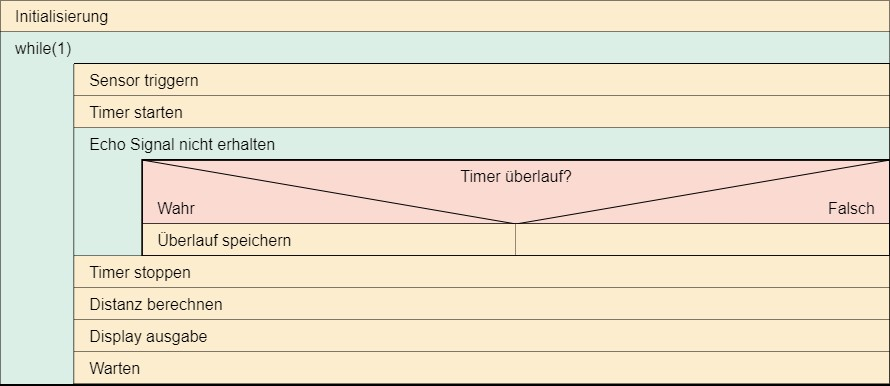 Initialisierung
while(1)
Sensor triggern
Timer starten
Echo Signal nicht erhalten
Timer überlauf?
Wahr Falsch
Überlauf speichern
Timer stoppen
Distanz berechnen
Display ausgabe
Warten